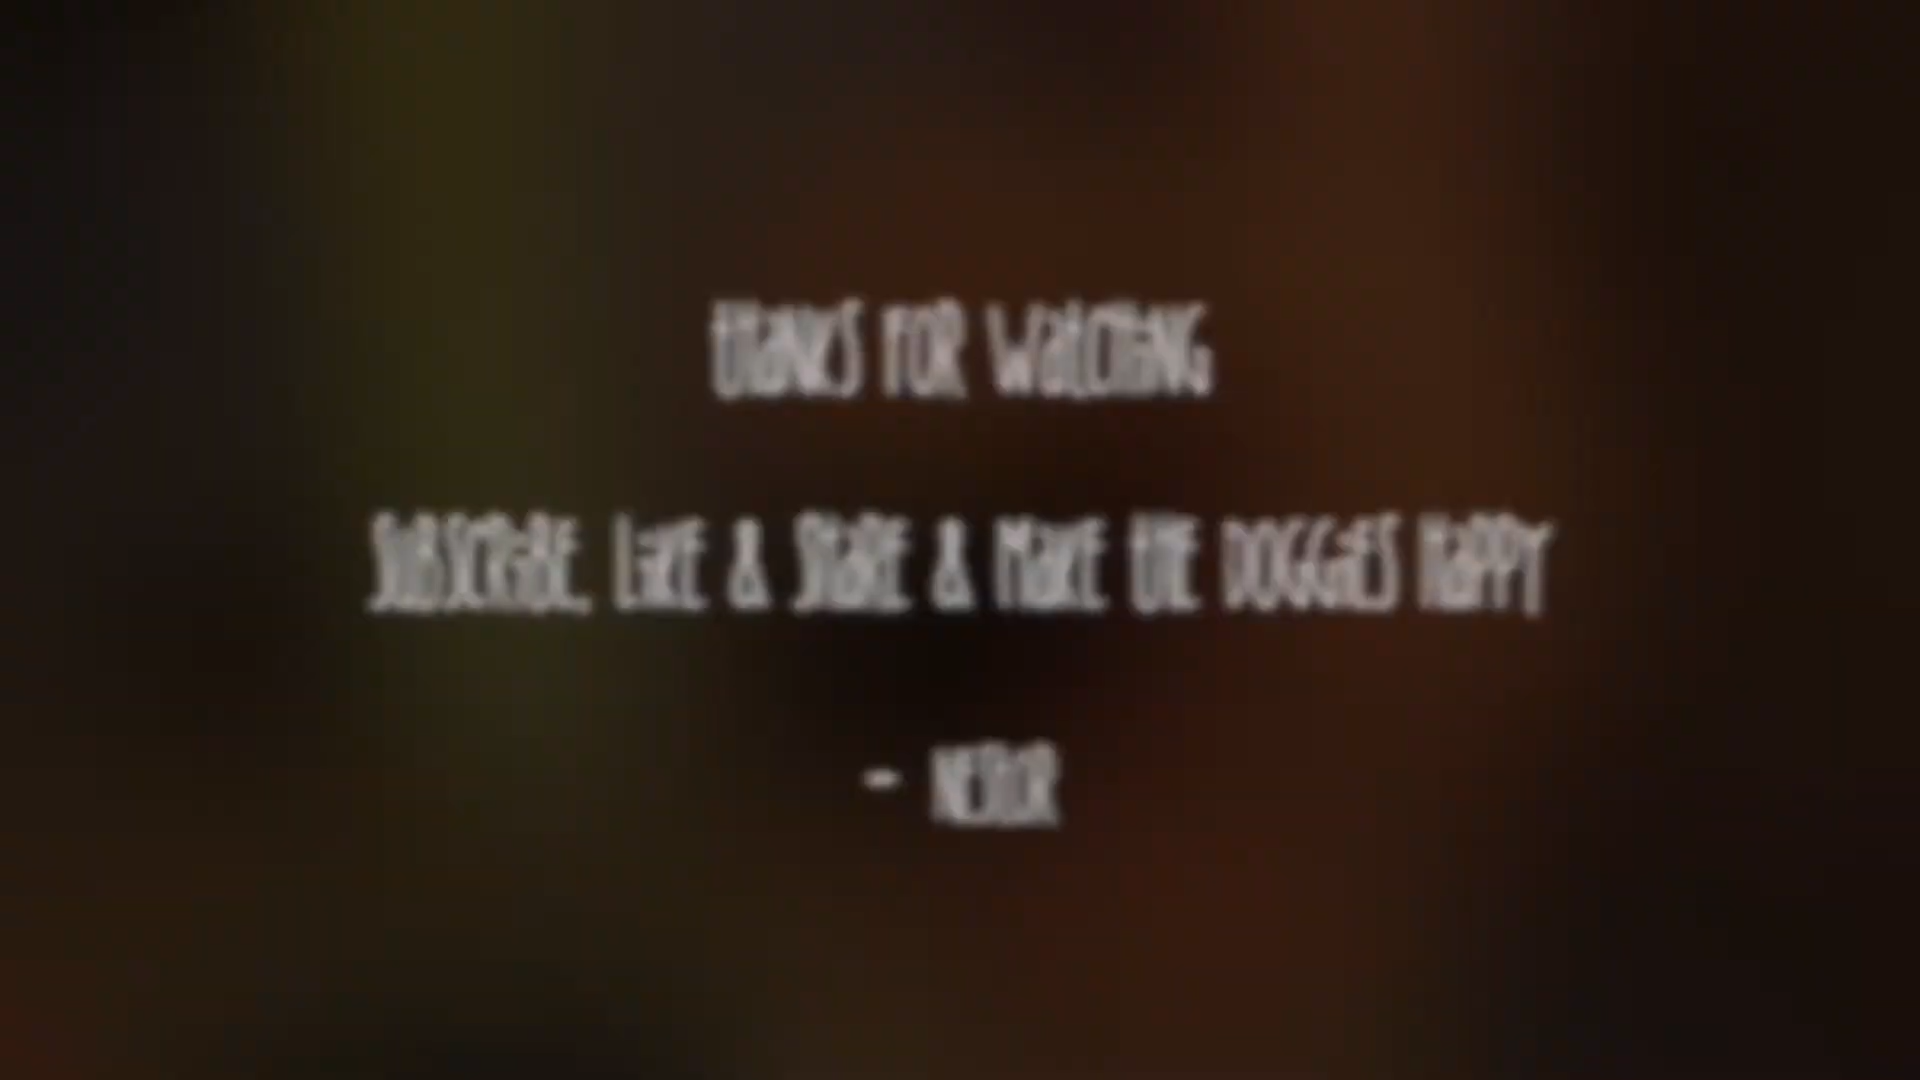 THANKS FOR WATCHING
SUBSCRIBE, LIKE & SHARE & MAKE THE DOGGIES HAPPY
-